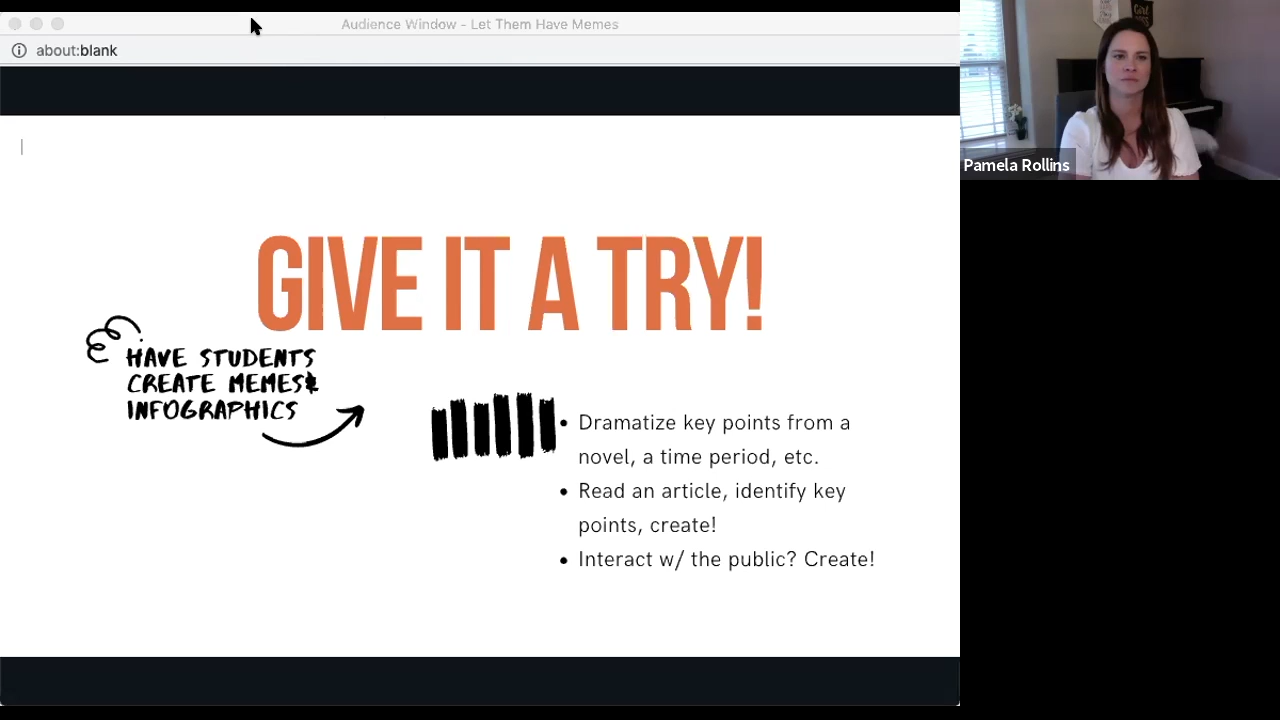 Audience Window - Let Them Have Memes
about:blank
GIVE IT A TRY!
HAVE STUDENTS
CREATE MEMES&
INFOGRAPHICS
• Dramatize key points from a
novel, a time period, etc.
• Read an article, identify key
points, create!
• Interact w/ the public? Create!
Pamela Rollins